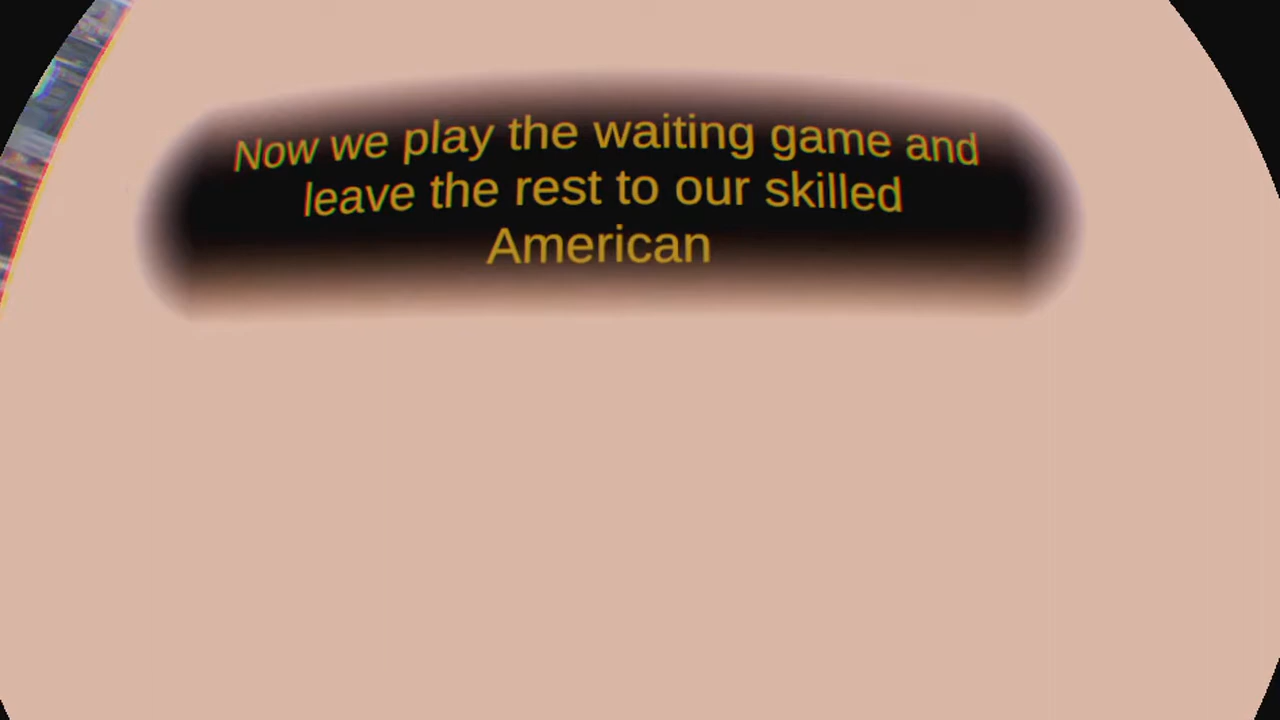 Now we play the waiting game and
leave the rest to our skilled
American